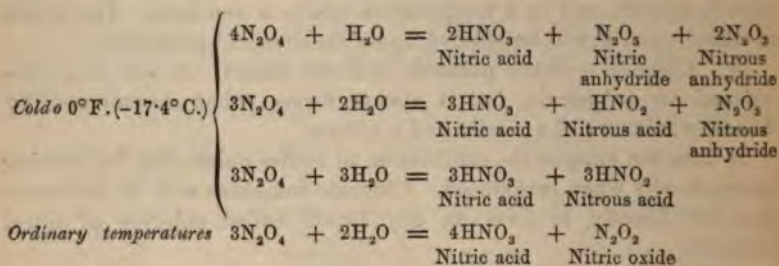 4N₂O₄ + H₂O = 2HNO₃ + N₂O₅ + 2N₂O₃
Nitric acid Nitric Nitrous
anhydride anhydride
Cold o 0°F. (–17·4°C.) 3N₂O₄ + 2H₂O = 3HNO₃ + HNO₂ + N₂O₃
Nitric acid Nitrous acid Nitrous
anhydride
3N₂O₄ + 3H₂O = 3HNO₃ + 3HNO₂
Nitric acid Nitrous acid
Ordinary temperatures 3N₂O₄ + 2H₂O = 4HNO₃ + N₂O₂
Nitric acid Nitric oxide